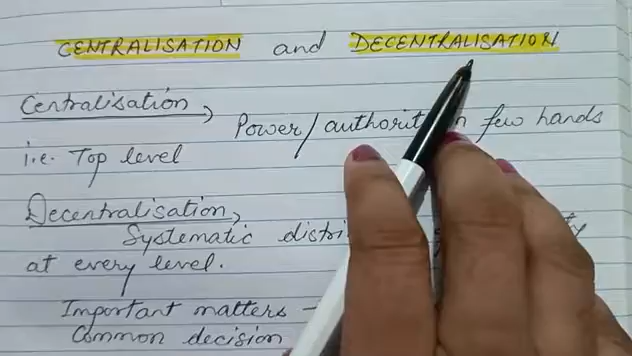 CENTRALISATION and DECENTRALISATION
Centralisation
Power/authorit n few hands
i.e. Top level
Decentralisation,
Systematic distri
at every level.
Important matters -
Common decision